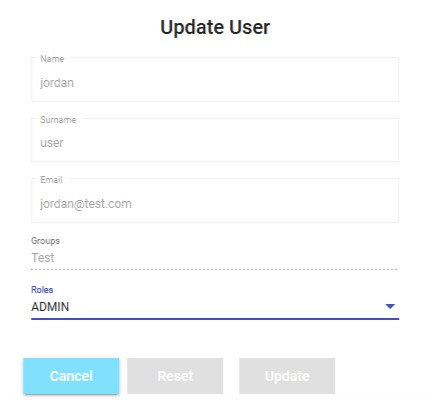 Update User
Name
jordan
Surname
user
Email
jordan@test.com
Groups
Test
Roles
ADMIN
Cancel Reset Update